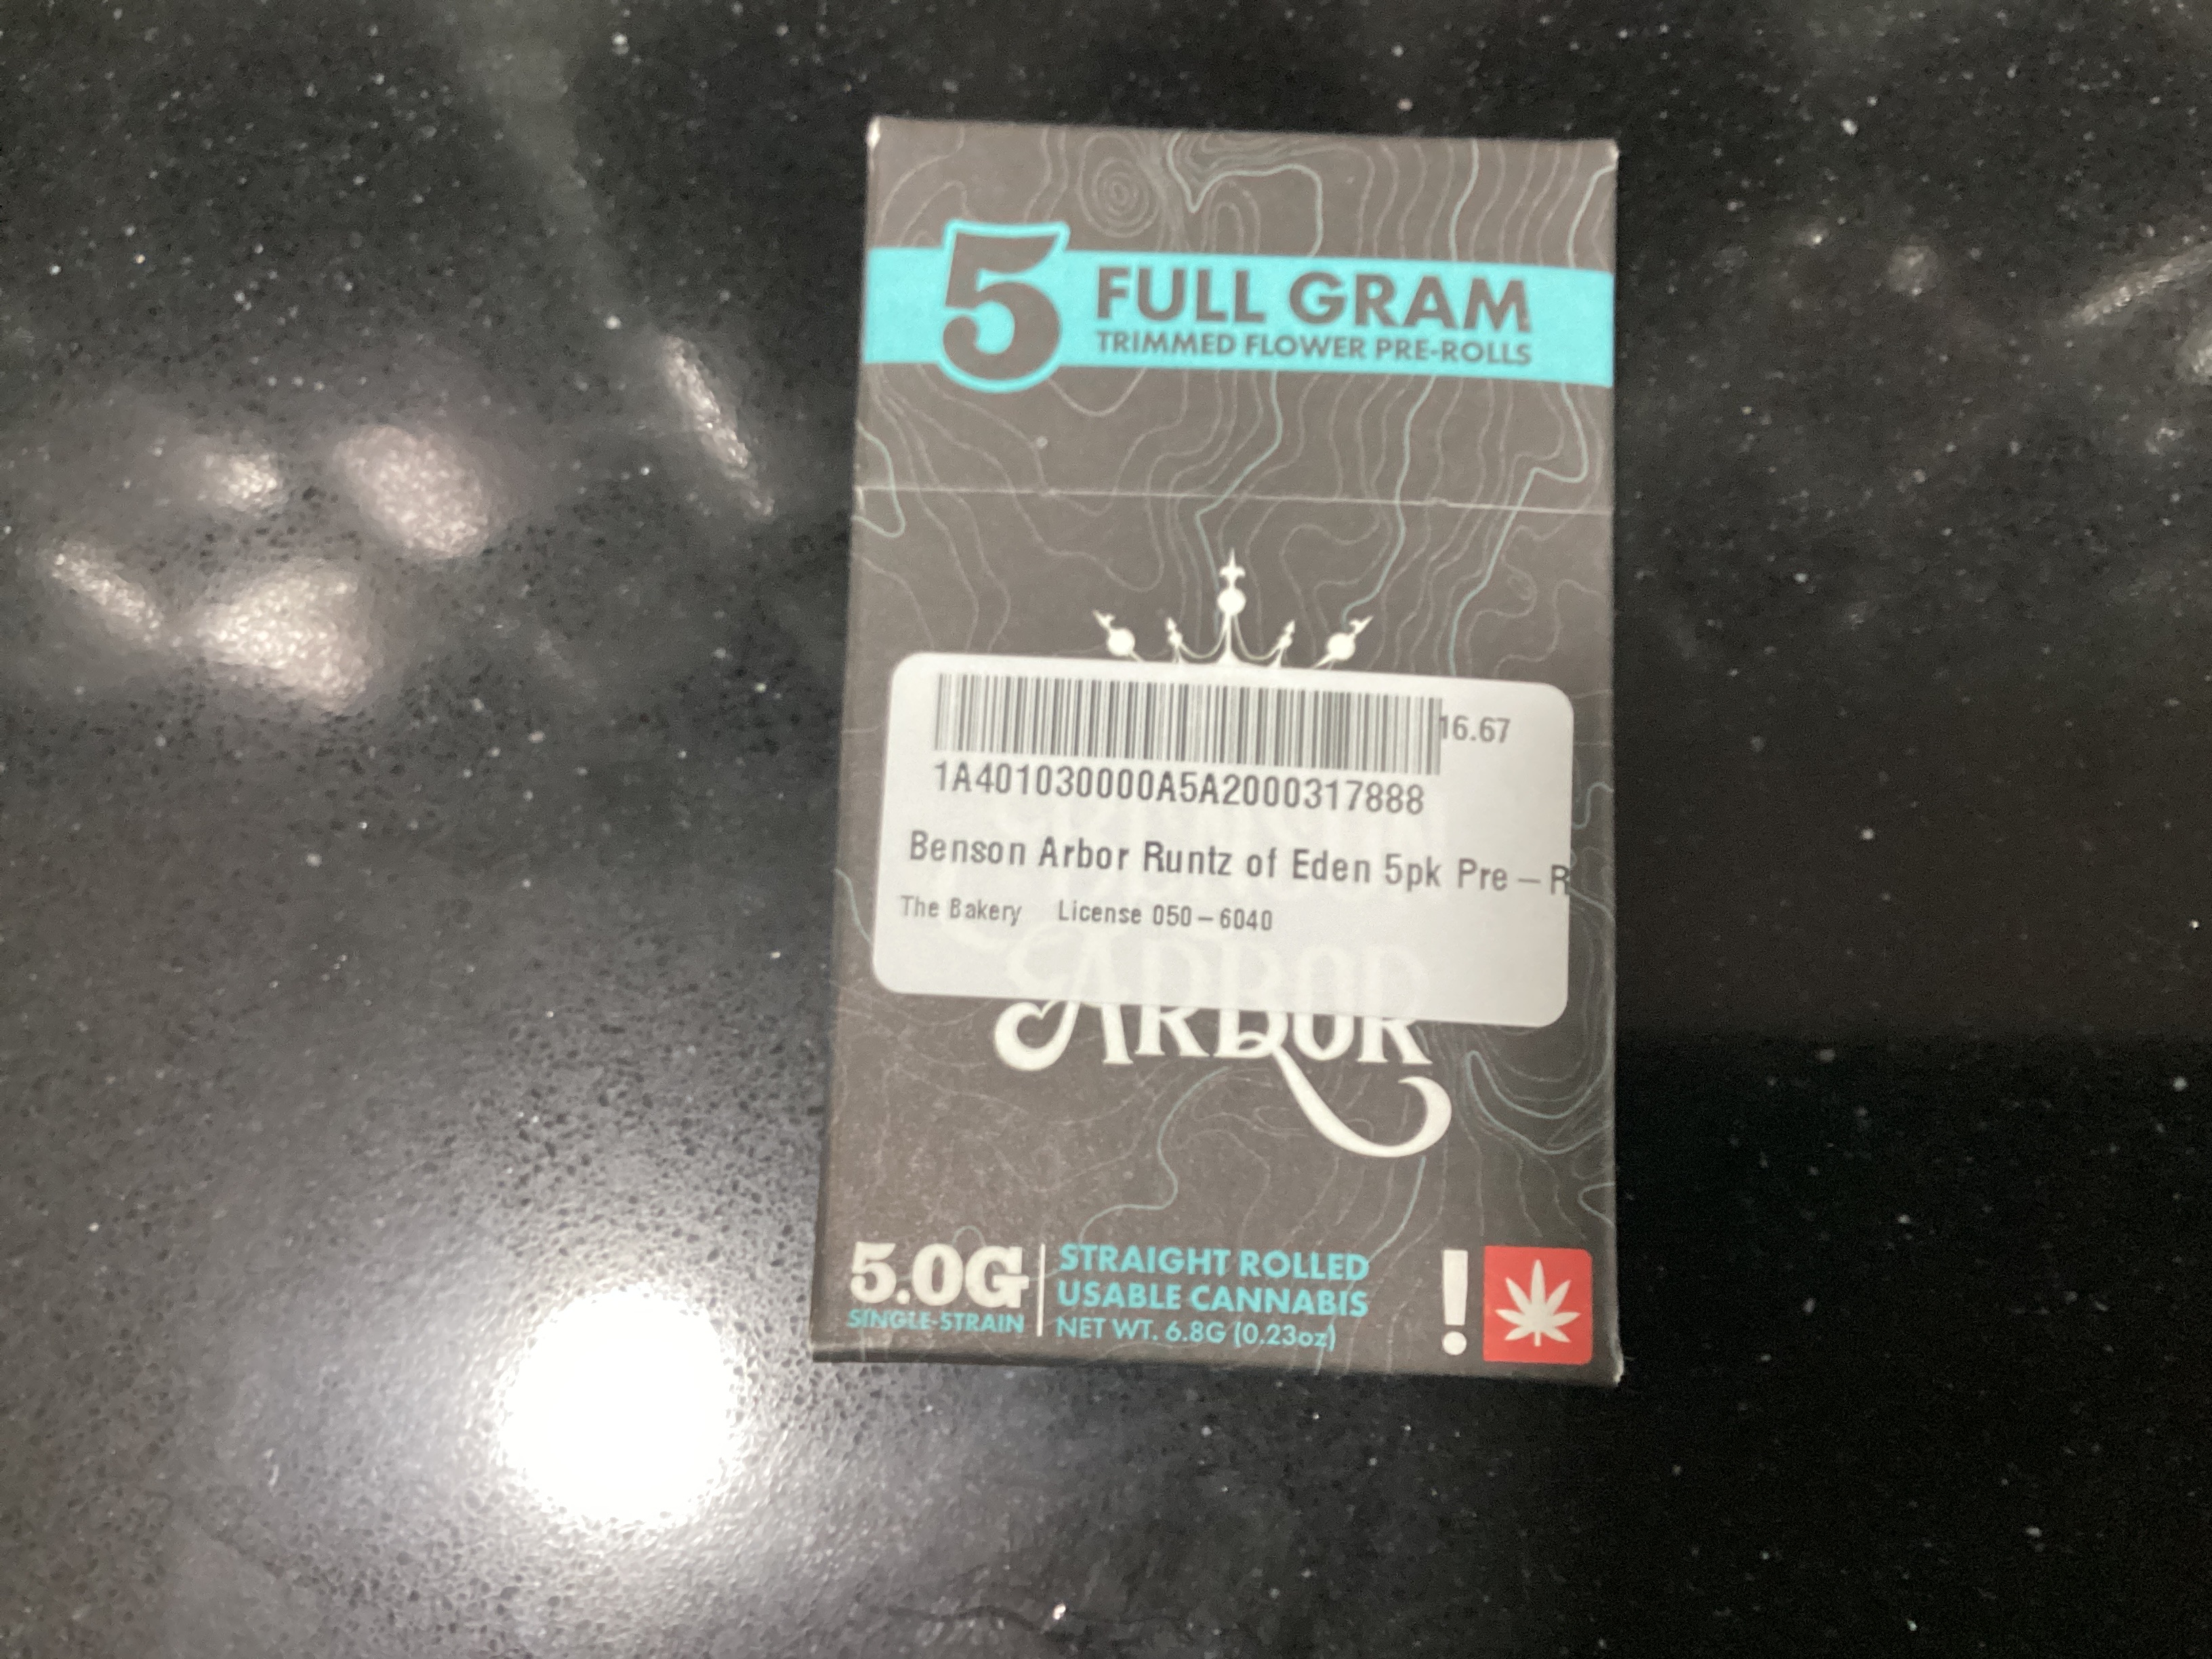 5 FULL GRAM
TRIMMED FLOWER PRE-ROLLS
16.67
1A401030000A5A2000317888
Benson Arbor Runtz of Eden 5pk Pre-R
The Bakery License 050-6040
BENSON
ARBOR
5.0G
SINGLE-STRAIN
STRAIGHT ROLLED
USABLE CANNABIS
NET WT. 6.8G (0.23oz)
!